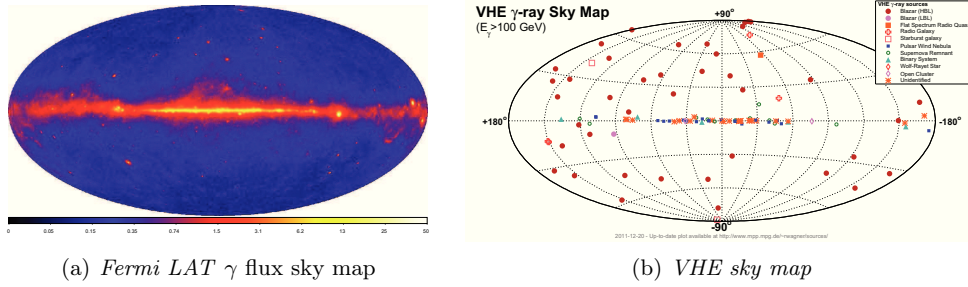 0 0.05 0.15 0.35 0.74 1.5 3.1 6.2 13 25 50
(a) Fermi LAT γ flux sky map
VHE γ-ray Sky Map
(Eγ>100 GeV)
+90°
+180°
-180°
-90°
VHE γ-ray sources
Blazar (HBL)
Blazar (LBL)
Flat Spectrum Radio Quas
Radio Galaxy
Starburst galaxy
Pulsar Wind Nebula
Supernova Remnant
Binary System
Wolf-Rayet Star
Open Cluster
Unidentified
2011-12-20 - Up-to-date plot available at http://www.mpp.mpg.de/~rwagner/sources/
(b) VHE sky map